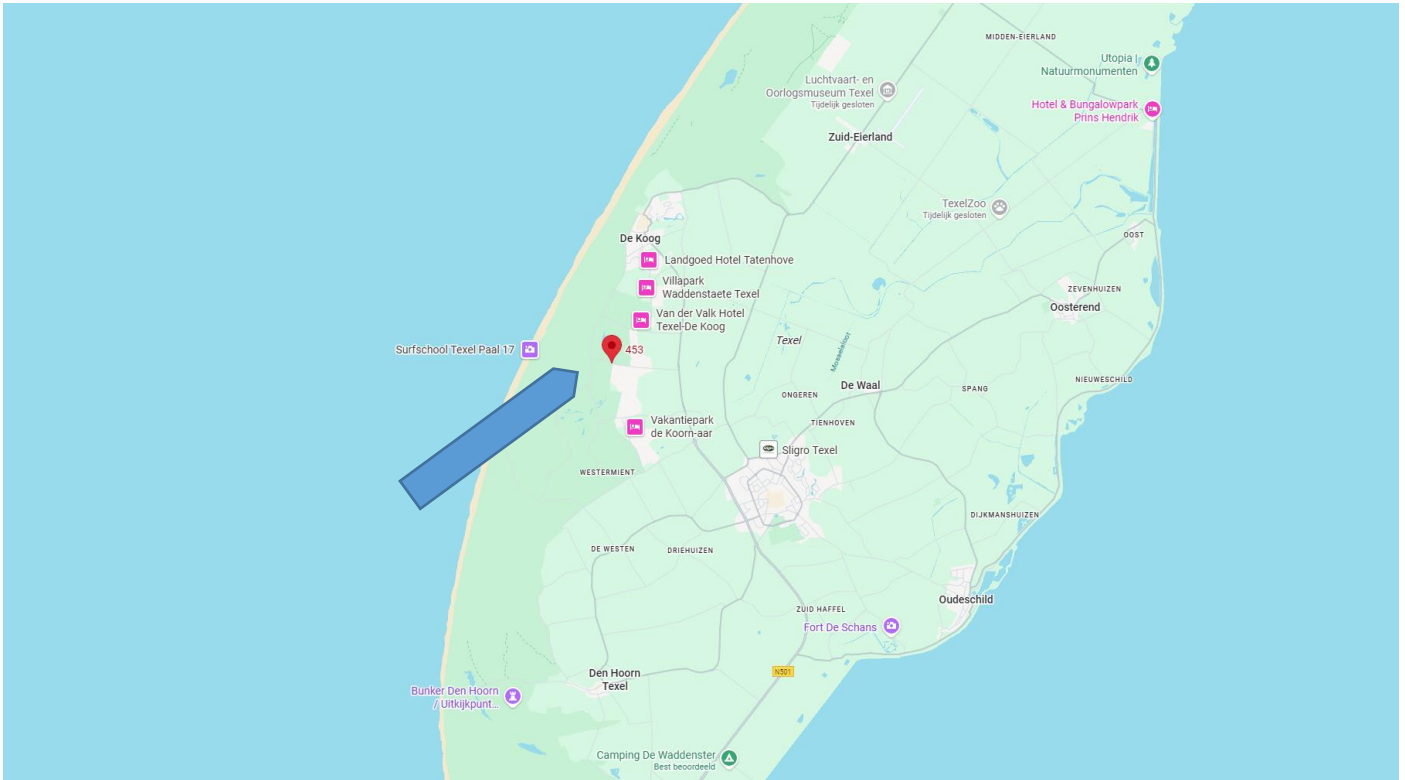 MIDDEN-EIERLAND
Utopia |
Natuurmonumenten
Luchtvaart- en
Oorlogsmuseum Texel
Tijdelijk gesloten
Hotel & Bungalowpark
Prins Hendrik
Zuid-Eierland
TexelZoo
Tijdelijk gesloten
De Koog
OOST
Landgoed Hotel Tatenhove
Villapark
Waddenstaete Texel
ZEVENHUIZEN
Oosterend
Van der Valk Hotel
Texel-De Koog
Surfschool Texel Paal 17
453
Texel
Mosselsloot
De Waal
NIEUWESCHILD
SPANG
ONGEREN
Vakantiepark
de Koorn-aar
TIENHOVEN
Sligro Texel
WESTERMIENT
DIJKMANSHUIZEN
DE WESTEN
DRIEHUIZEN
Oudeschild
ZUID HAFFEL
Fort De Schans
N501
Den Hoorn
Texel
Bunker Den Hoorn
/ Uitkijkpunt...
Camping De Waddenster
Best beoordeeld